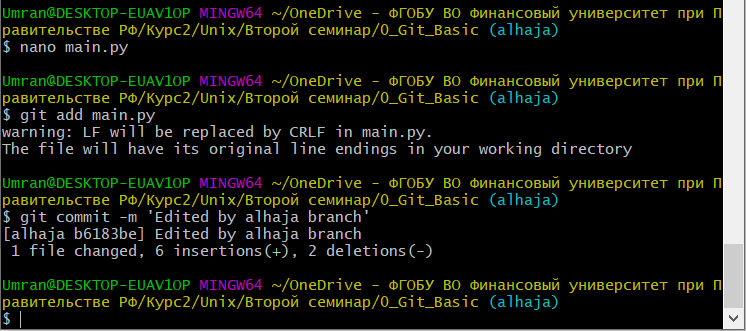 Umran@DESKTOP-EUAV1OP MINGW64 ~/OneDrive - ФГОБУ ВО Финансовый университет при П
равительстве РФ/Курс2/Unix/Второй семинар/O_Git_Basic (alhaja)
$ nano main.py
Umran@DESKTOP-EUAV1OP MINGW64 ~/OneDrive - ФГОБУ ВО Финансовый университет при П
равительстве РФ/Курс2/Unix/Второй семинар/O_Git_Basic (alhaja)
$ git add main.py
warning: LF will be replaced by CRLF in main.py.
The file will have its original line endings in your working directory
Umran@DESKTOP-EUAV1OP MINGW64 ~/OneDrive - ФГОБУ ВО Финансовый университет при П
равительстве РФ/Курс2/Unix/Второй семинар/O_Git_Basic (alhaja)
$ git commit -m 'Edited by alhaja branch'
[alhaja b6183be] Edited by alhaja branch
 1 file changed, 6 insertions(+), 2 deletions(-)
Umran@DESKTOP-EUAV1OP MINGW64 ~/OneDrive - ФГОБУ ВО Финансовый университет при П
равительстве РФ/Курс2/Unix/Второй семинар/O_Git_Basic (alhaja)
$